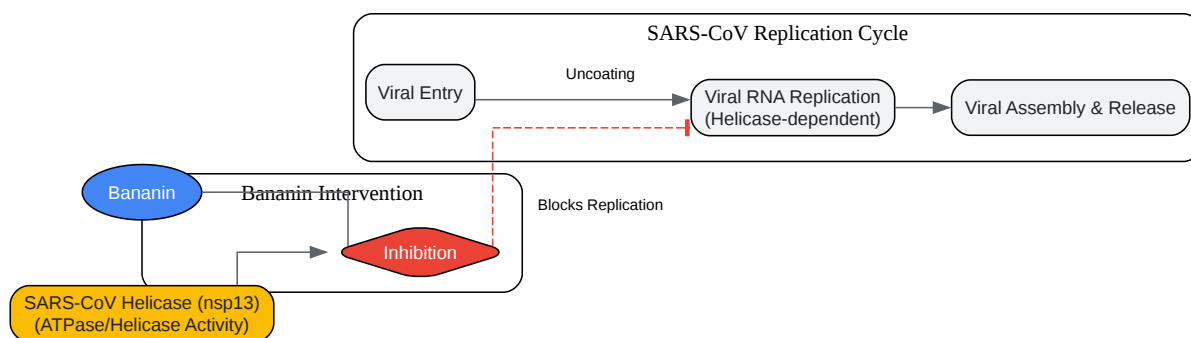 SARS-CoV Replication Cycle
Uncoating
Viral Entry
Viral RNA Replication
(Helicase-dependent)
Viral Assembly & Release
Bananin
Bananin Intervention
Blocks Replication
Inhibition
SARS-CoV Helicase (nsp13)
(ATPase/Helicase Activity)